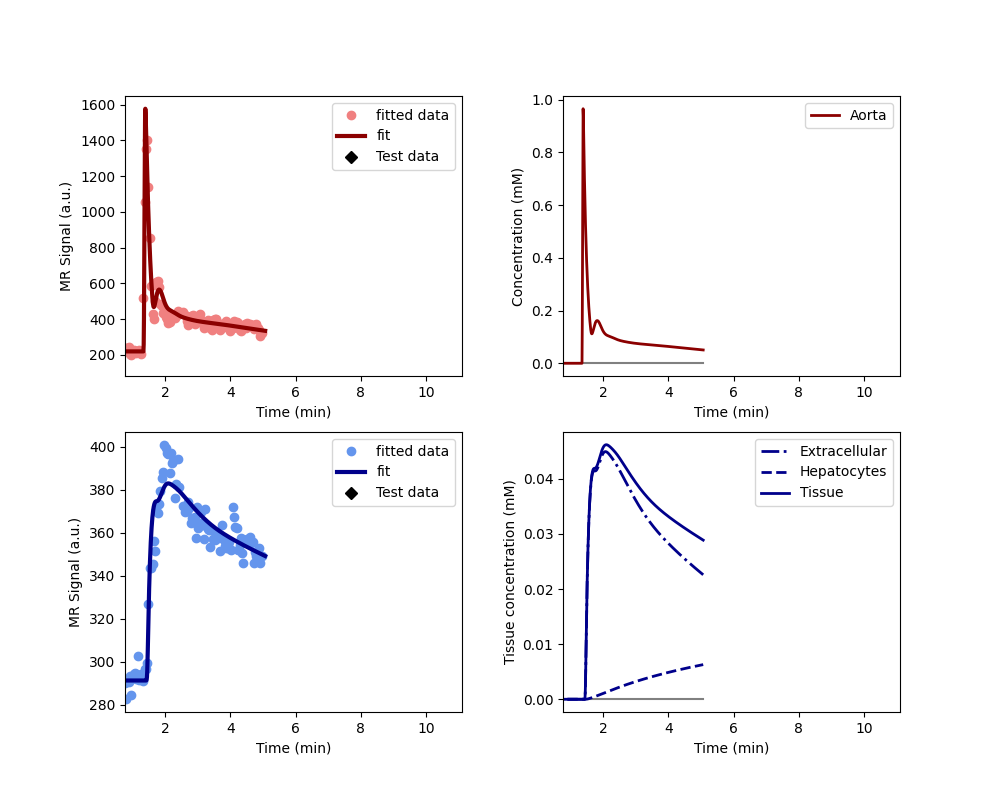 MR Signal (a.u.)
1600
1400
1200
1000
800
600
400
200
2
4
6
8
10
Time (min)
fitted data
fit
Test data
Concentration (mM)
1.0
0.8
0.6
0.4
0.2
0.0
2
4
6
8
10
Time (min)
Aorta
MR Signal (a.u.)
400
380
360
340
320
300
280
2
4
6
8
10
Time (min)
fitted data
fit
Test data
Tissue concentration (mM)
0.04
0.03
0.02
0.01
0.00
2
4
6
8
10
Time (min)
Extracellular
Hepatocytes
Tissue